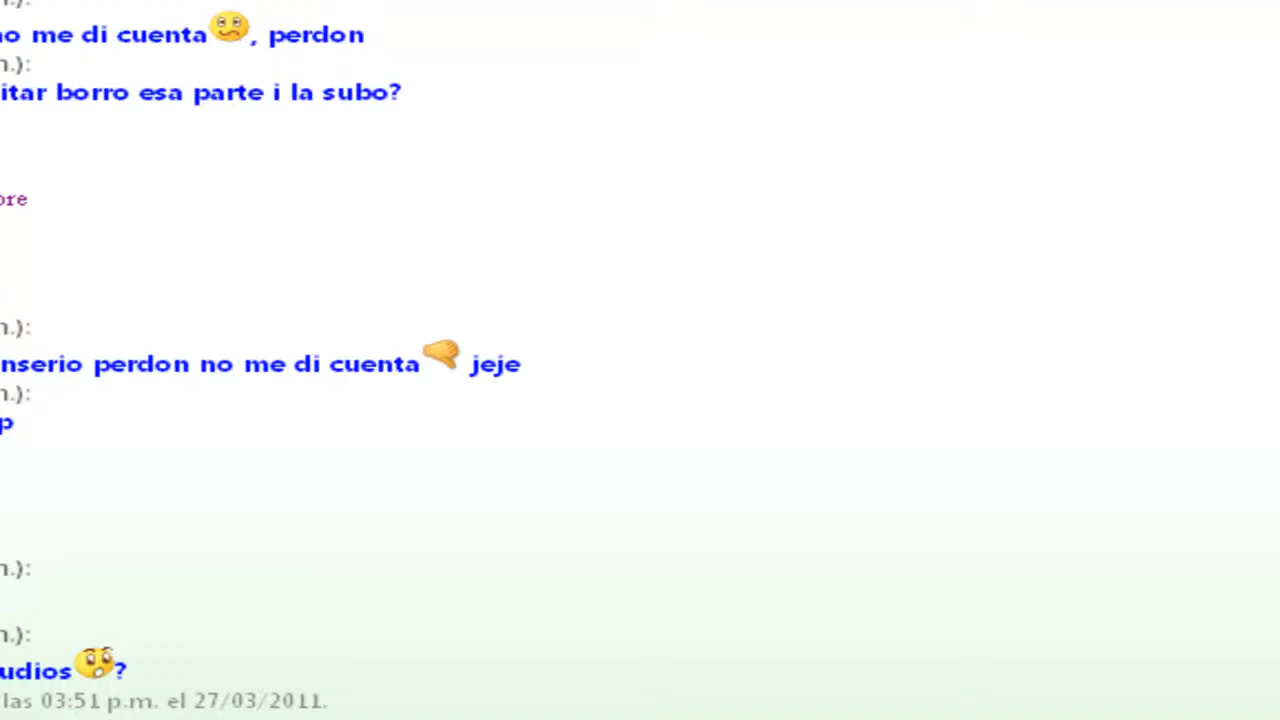 no me di cuenta, perdon
itar borro esa parte i la subo?
ore
nserio perdon no me di cuenta jeje
p
udios?
las 03:51 p.m. el 27/03/2011.